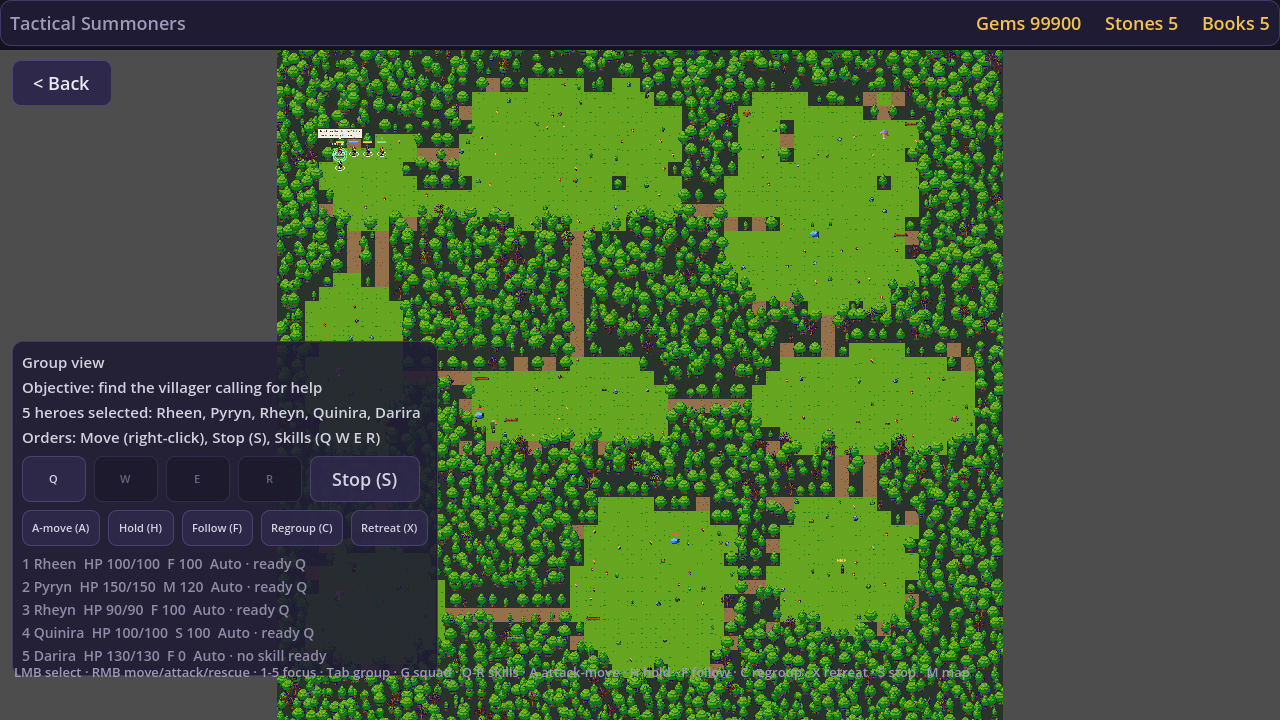 Tactical Summoners
Gems 99900 Stones 5 Books 5
< Back
Group view
Objective: find the villager calling for help
5 heroes selected: Rheen, Pyryn, Rheyn, Quinira, Darira
Orders: Move (right-click), Stop (S), Skills (Q W E R)
Q W E R Stop (S)
A-move (A) Hold (H) Follow (F) Regroup (C) Retreat (X)
1 Rheen HP 100/100 F 100 Auto · ready Q
2 Pyryn HP 150/150 M 120 Auto · ready Q
3 Rheyn HP 90/90 F 100 Auto · ready Q
4 Quinira HP 100/100 S 100 Auto · ready Q
5 Darira HP 130/130 F 0 Auto · no skill ready
LMB select · RMB move/attack/rescue · 1-5 focus · Tab group · G squad · Q-R skills · A attack-move · H hold · F follow · C regroup · X retreat · S stop · M map